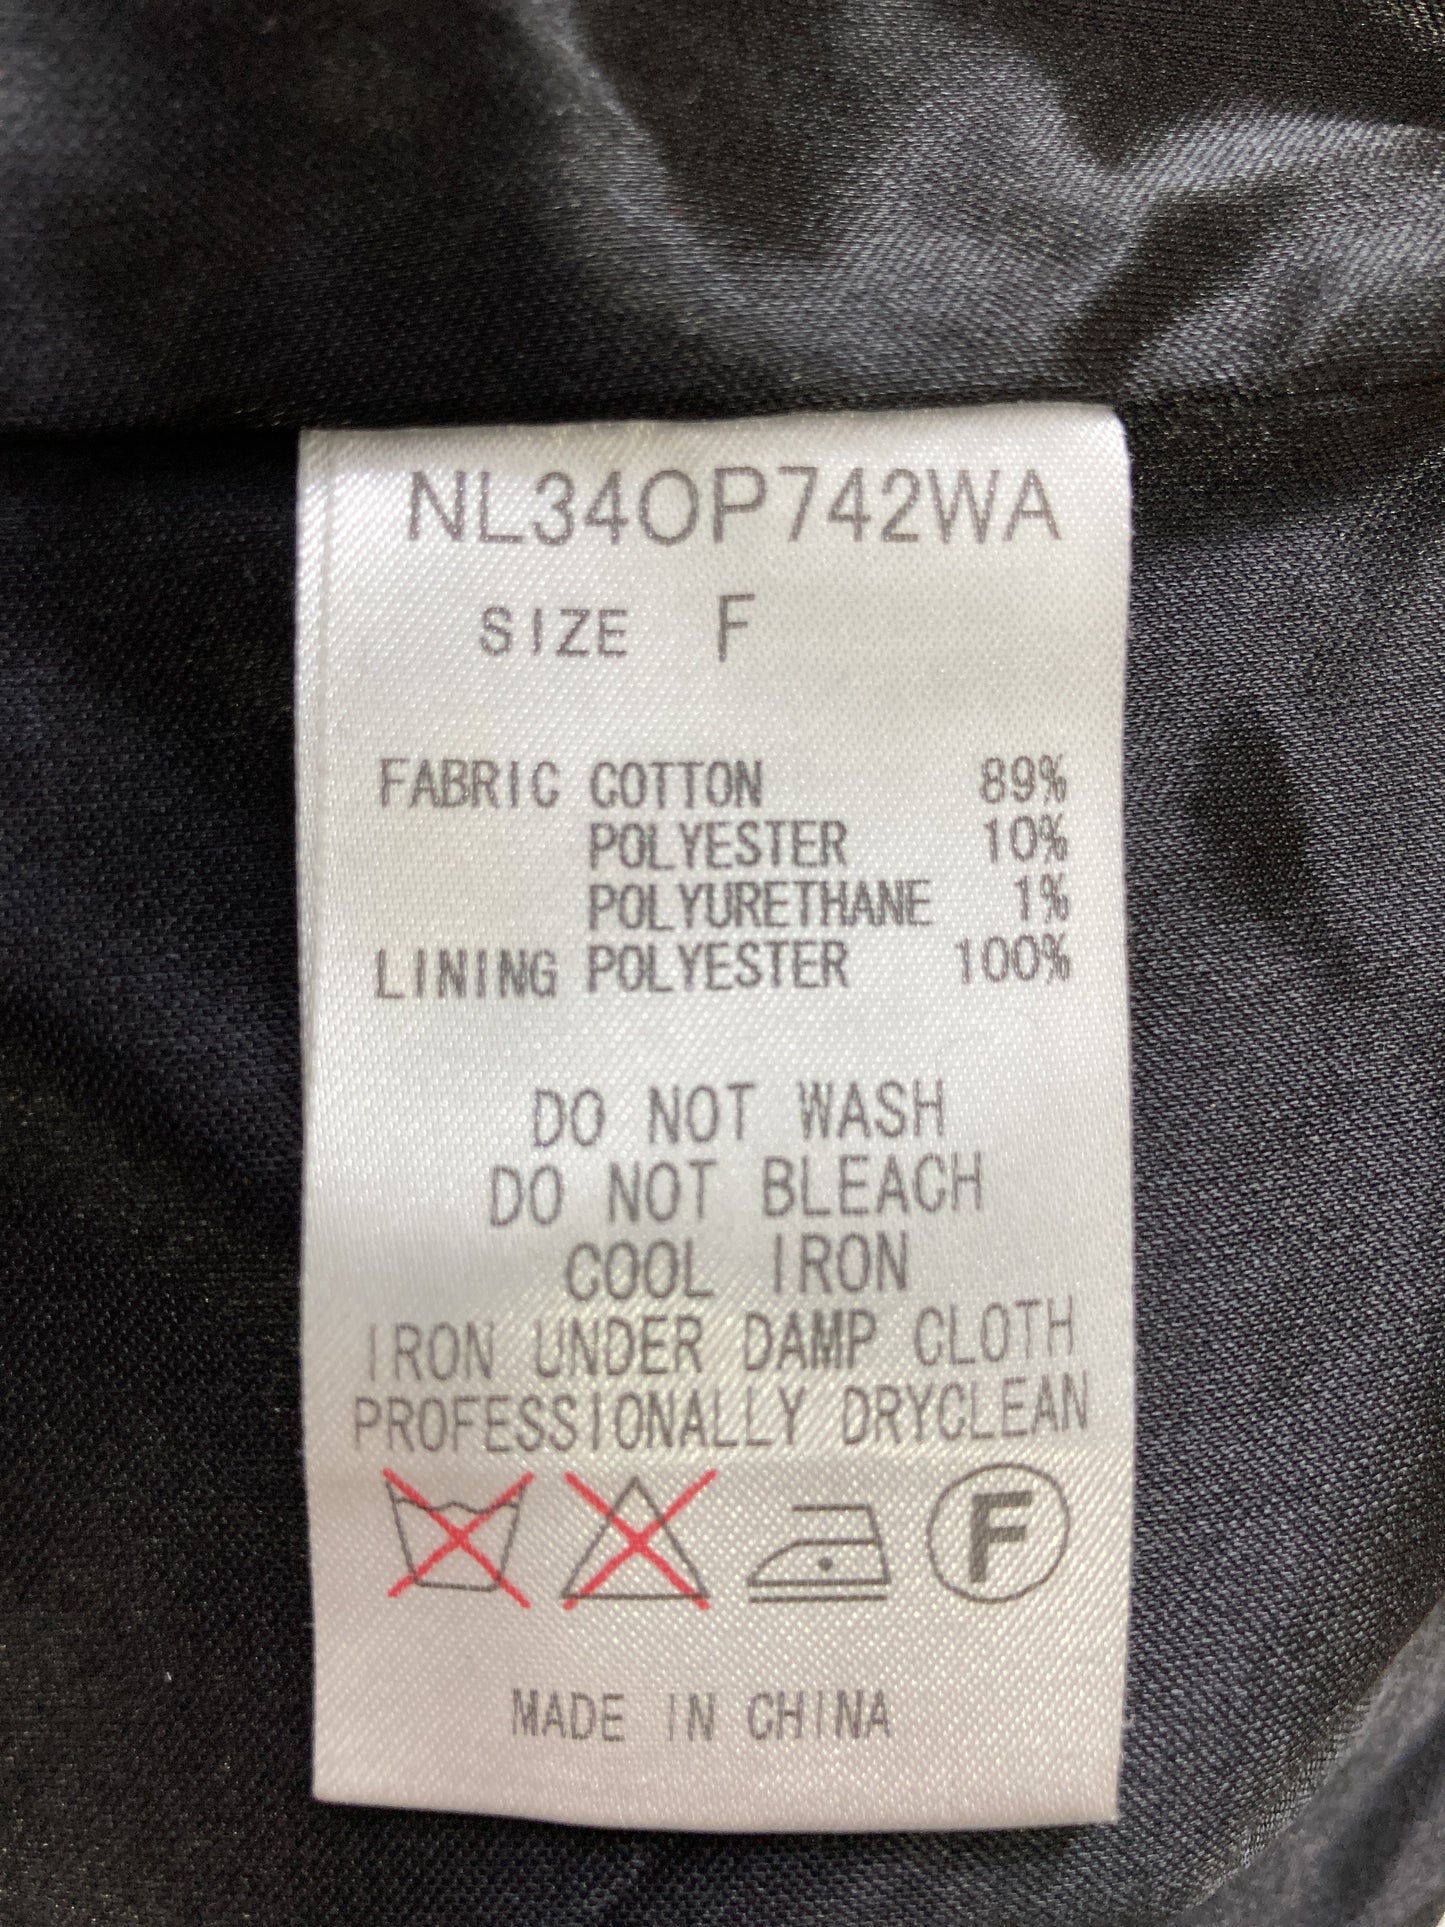 NL34OP742WA
SIZE F
FABRIC COTTON 89%
POLYESTER 10%
POLYURETHANE 1%
LINING POLYESTER 100%
DO NOT WASH
DO NOT BLEACH
COOL IRON
IRON UNDER DAMP CLOTH
PROFESSIONALLY DRYCLEAN
F
MADE IN CHINA